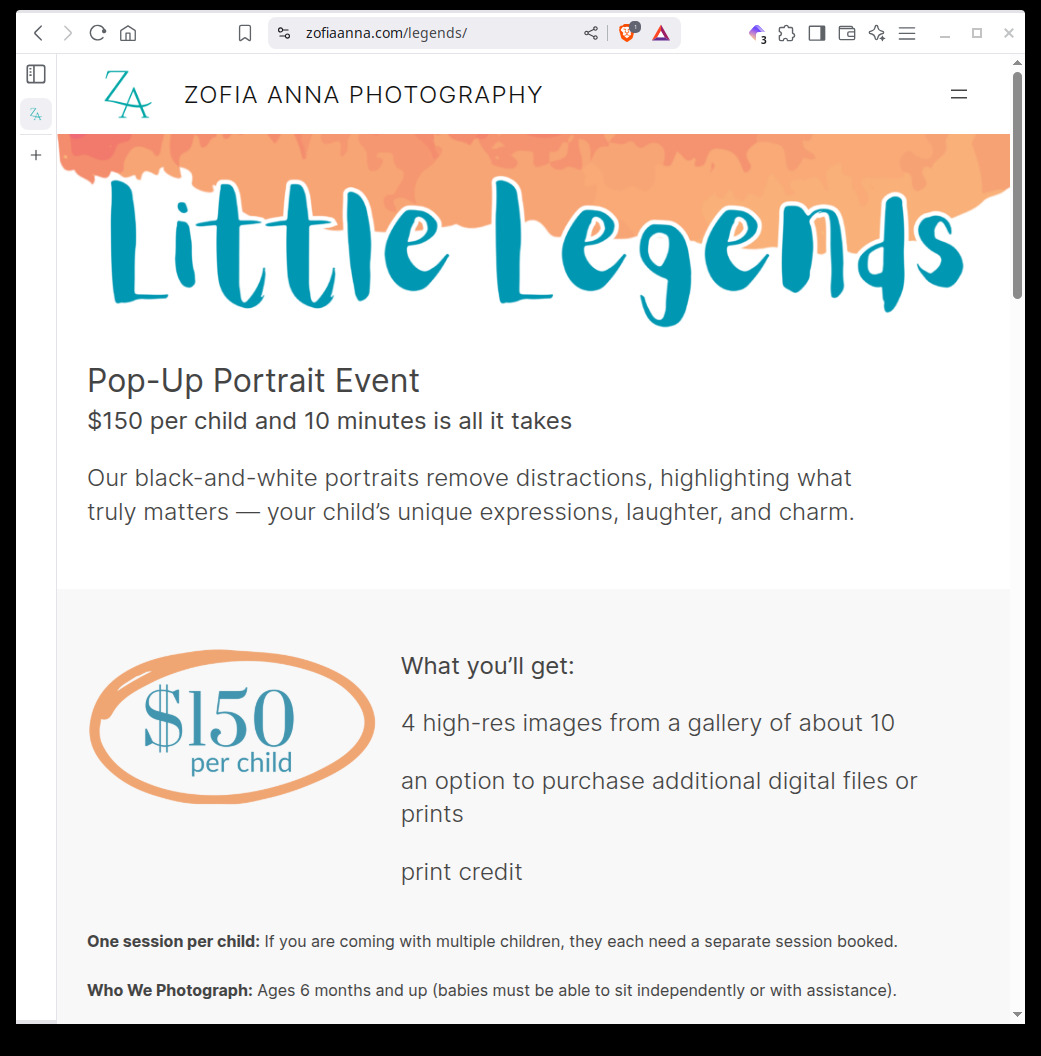 zofiaanna.com/legends/
1
3
ZA
ZA
ZOFIA ANNA PHOTOGRAPHY
Little Legends
Pop-Up Portrait Event
$150 per child and 10 minutes is all it takes
Our black-and-white portraits remove distractions, highlighting what
truly matters — your child’s unique expressions, laughter, and charm.
$150
per child
What you’ll get:
4 high-res images from a gallery of about 10
an option to purchase additional digital files or
prints
print credit
One session per child: If you are coming with multiple children, they each need a separate session booked.
Who We Photograph: Ages 6 months and up (babies must be able to sit independently or with assistance).